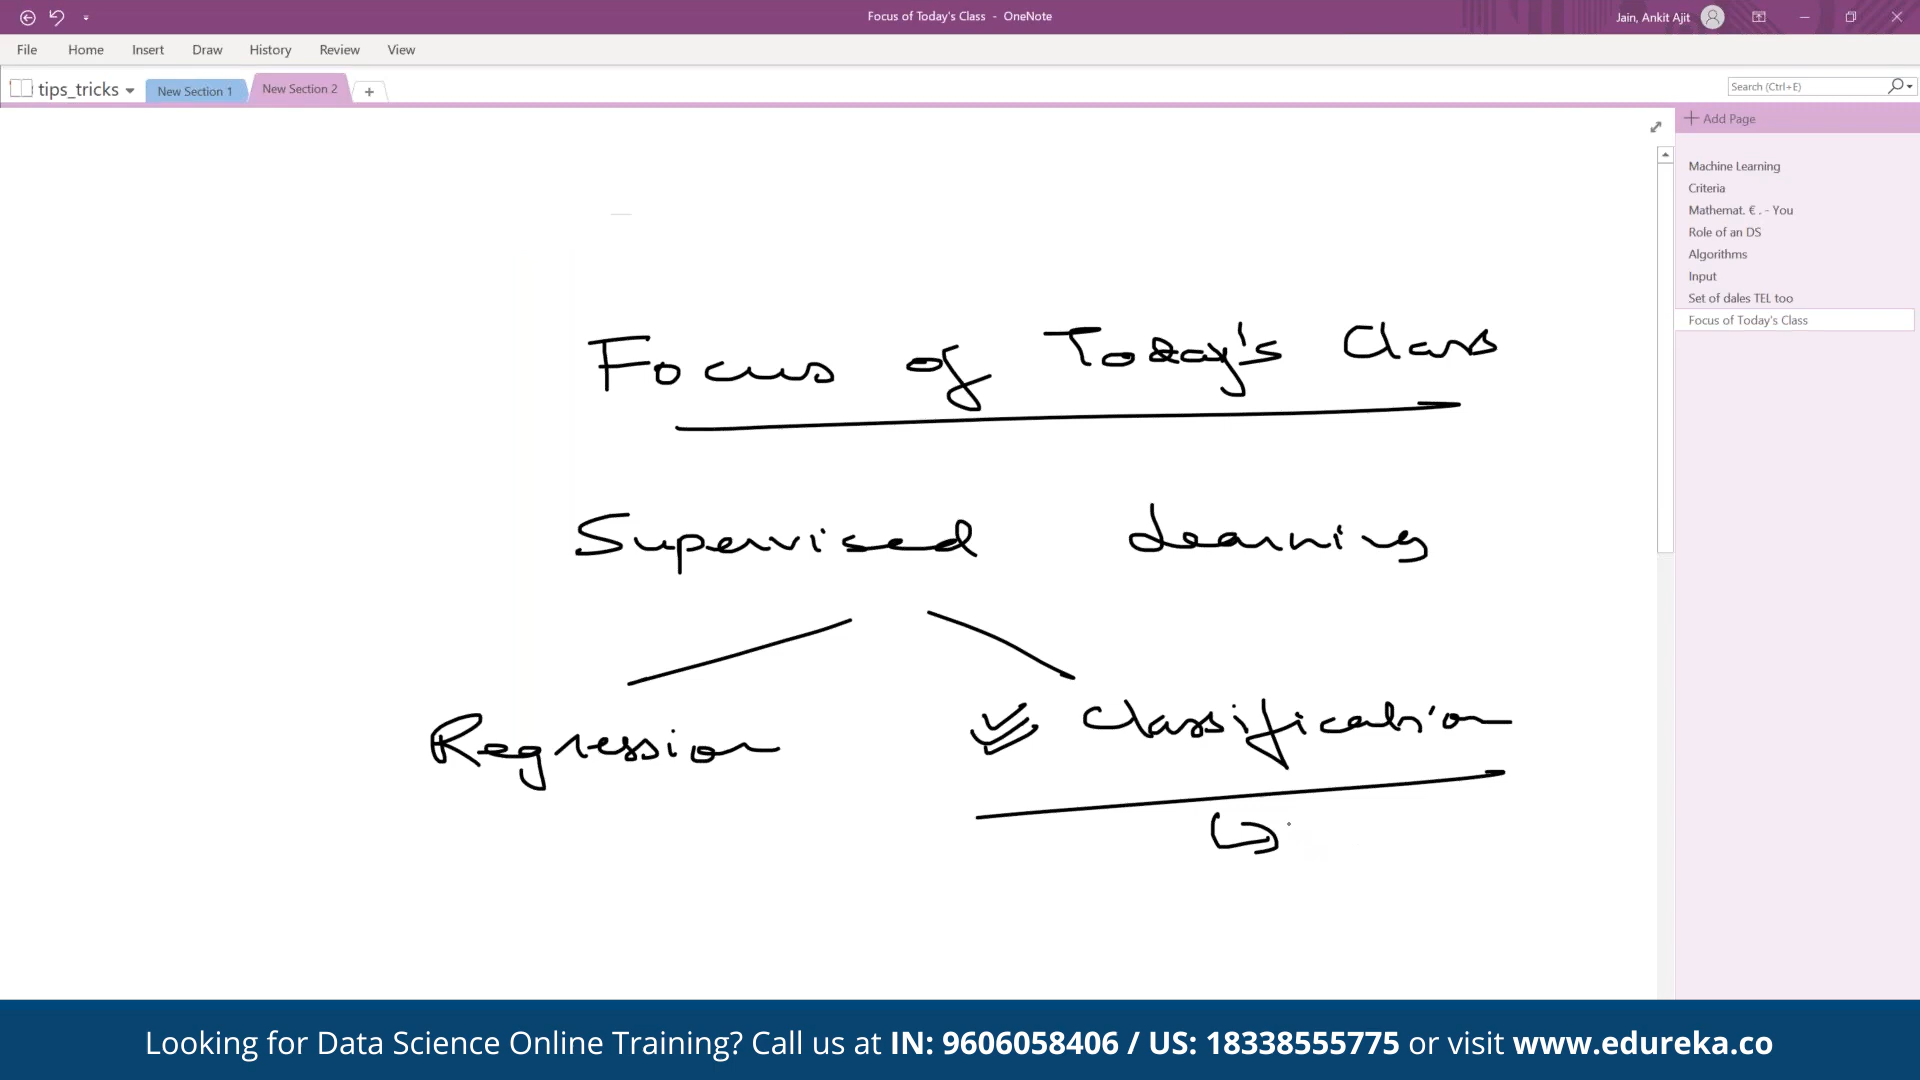 Focus of Today's Class - OneNote
Jain, Ankit Ajit
File Home Insert Draw History Review View
tips_tricks New Section 1 New Section 2 +
Search (Ctrl+E)
Add Page
Machine Learning
Criteria
Mathemat. € . - You
Role of an DS
Algorithms
Input
Set of dales TEL too
Focus of Today's Class
Focus of Today's Class
Supervised Learning
Regression Classification
Looking for Data Science Online Training? Call us at IN: 9606058406 / US: 18338555775 or visit www.edureka.co